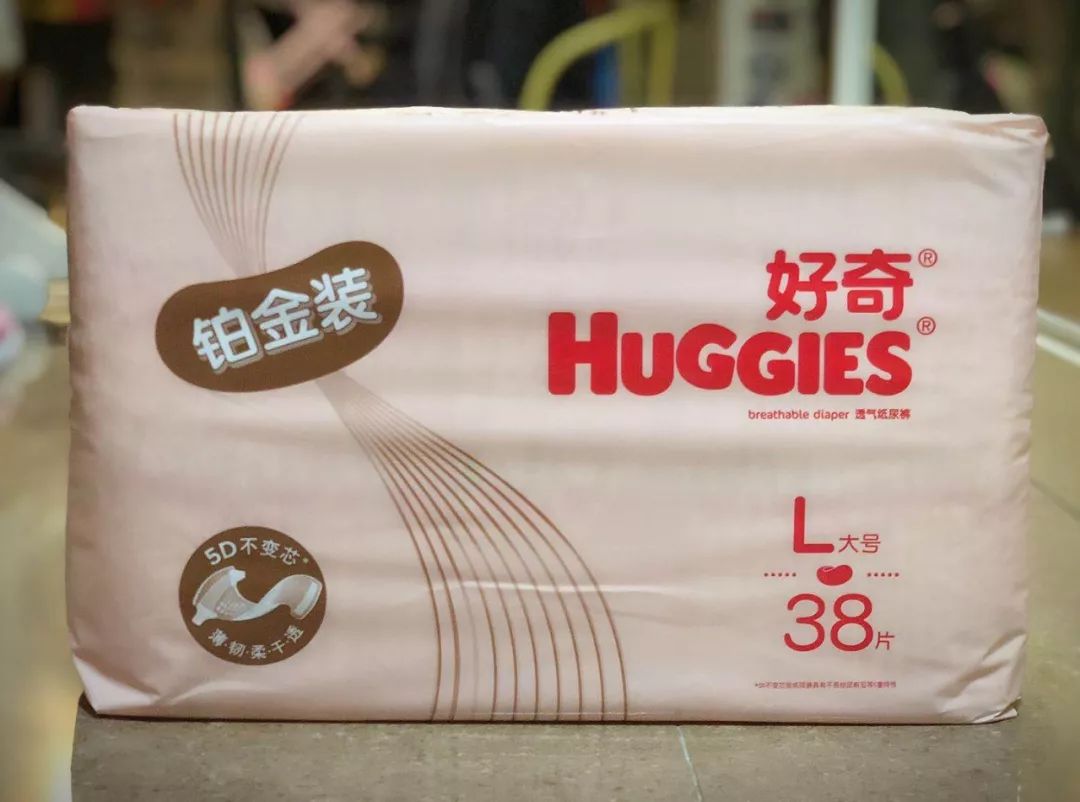 铂金装
好奇®
HUGGIES®
breathable diaper 透气纸尿裤
5D不变芯*
薄·韧·柔·干·透
L大号
38片